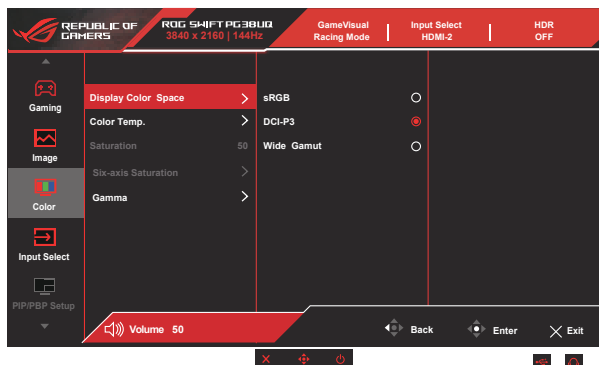 REPUBLIC OF
GAMERS
ROG SWIFT PG38UQ
3840 x 2160 | 144Hz
GameVisual
Racing Mode
Input Select
HDMI-2
HDR
OFF
Gaming
Image
Color
Input Select
PIP/PBP Setup
Display Color Space
Color Temp.
Saturation 50
Six-axis Saturation
Gamma
sRGB
DCI-P3
Wide Gamut
Volume 50
Back
Enter
Exit